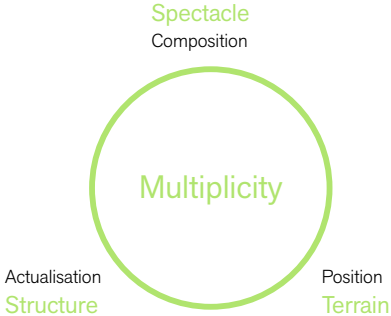 Spectacle
Composition
Multiplicity
Actualisation
Structure
Position
Terrain